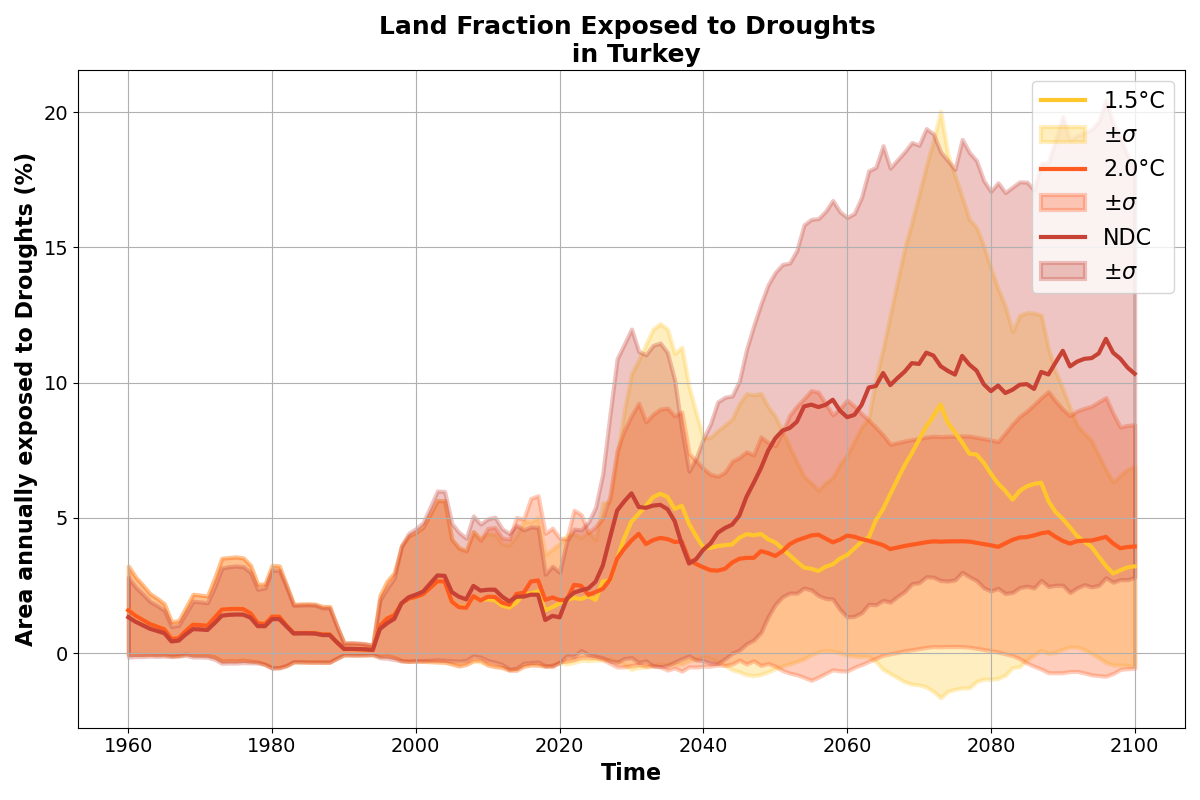 Land Fraction Exposed to Droughts
in Turkey
Area annually exposed to Droughts (%)
20
15
10
5
0
1.5°C
±σ
2.0°C
±σ
NDC
±σ
1960
1980
2000
2020
2040
2060
2080
2100
Time